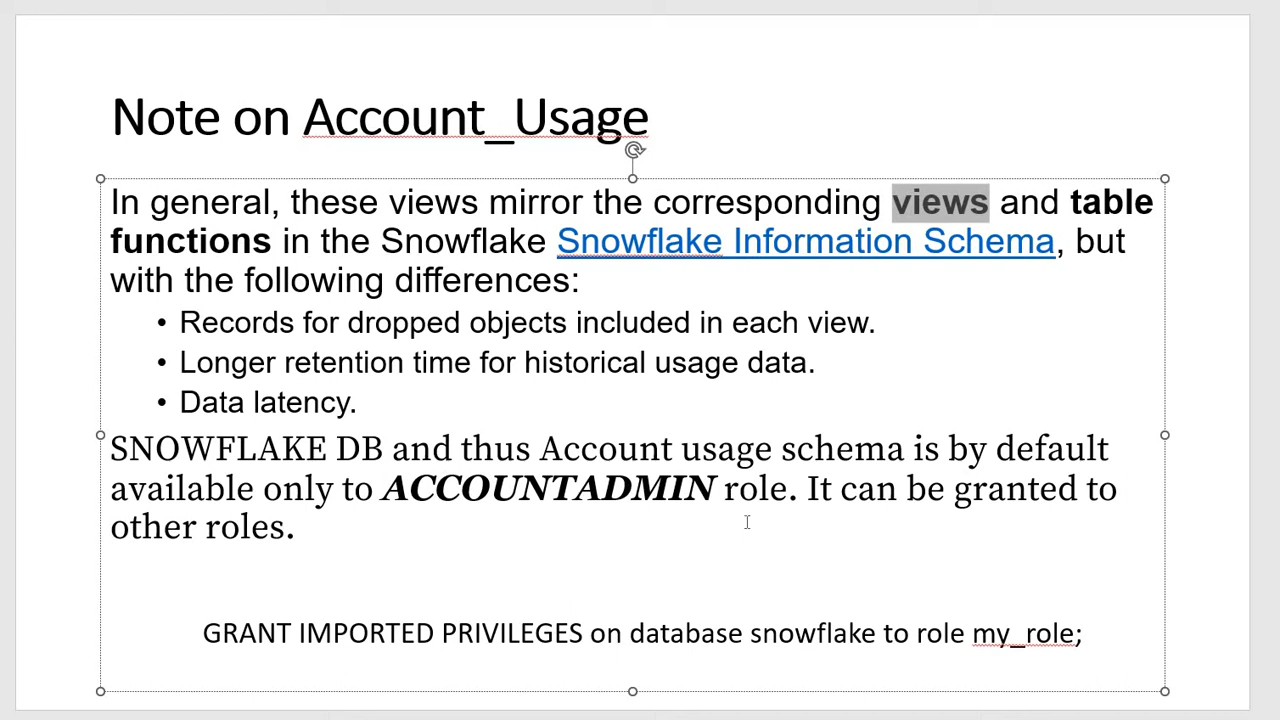 Note on Account_Usage
In general, these views mirror the corresponding views and table
functions in the Snowflake Snowflake Information Schema, but
with the following differences:
• Records for dropped objects included in each view.
• Longer retention time for historical usage data.
• Data latency.
SNOWFLAKE DB and thus Account usage schema is by default
available only to ACCOUNTADMIN role. It can be granted to
other roles.
GRANT IMPORTED PRIVILEGES on database snowflake to role my_role;